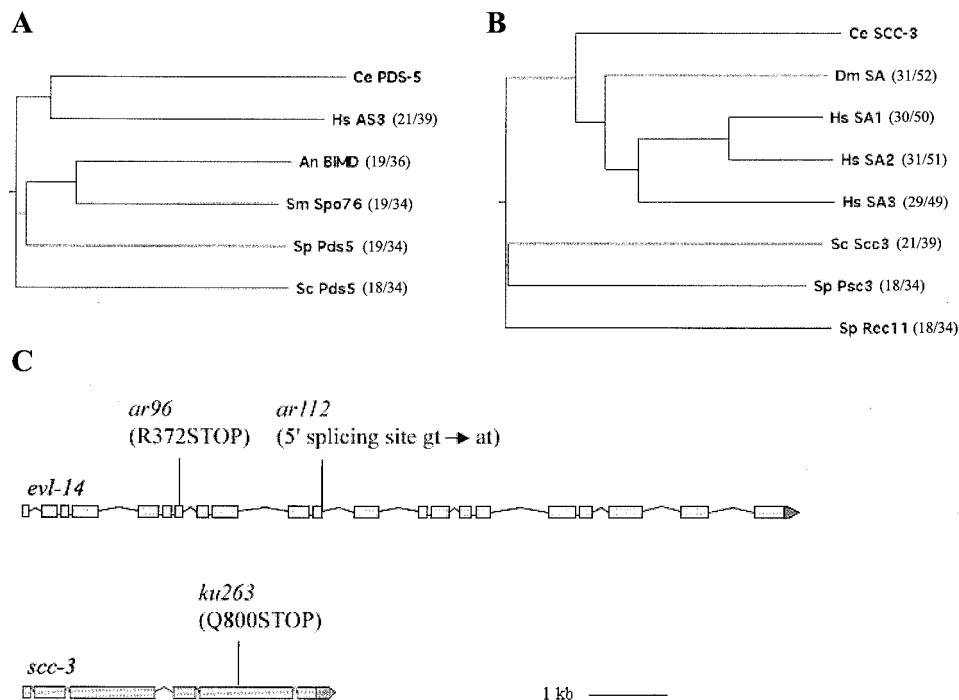 A
Ce PDS-5
Hs AS3 (21/39)
An BIMD (19/36)
Sm Spo76 (19/34)
Sp Pds5 (19/34)
Sc Pds5 (18/34)
B
Ce SCC-3
Dm SA (31/52)
Hs SA1 (30/50)
Hs SA2 (31/51)
Hs SA3 (29/49)
Sc Scc3 (21/39)
Sp Psc3 (18/34)
Sp Rec11 (18/34)
C
ar96
(R372STOP)
ar112
(5' splicing site gt → at)
evl-14
ku263
(Q800STOP)
scc-3
1 kb